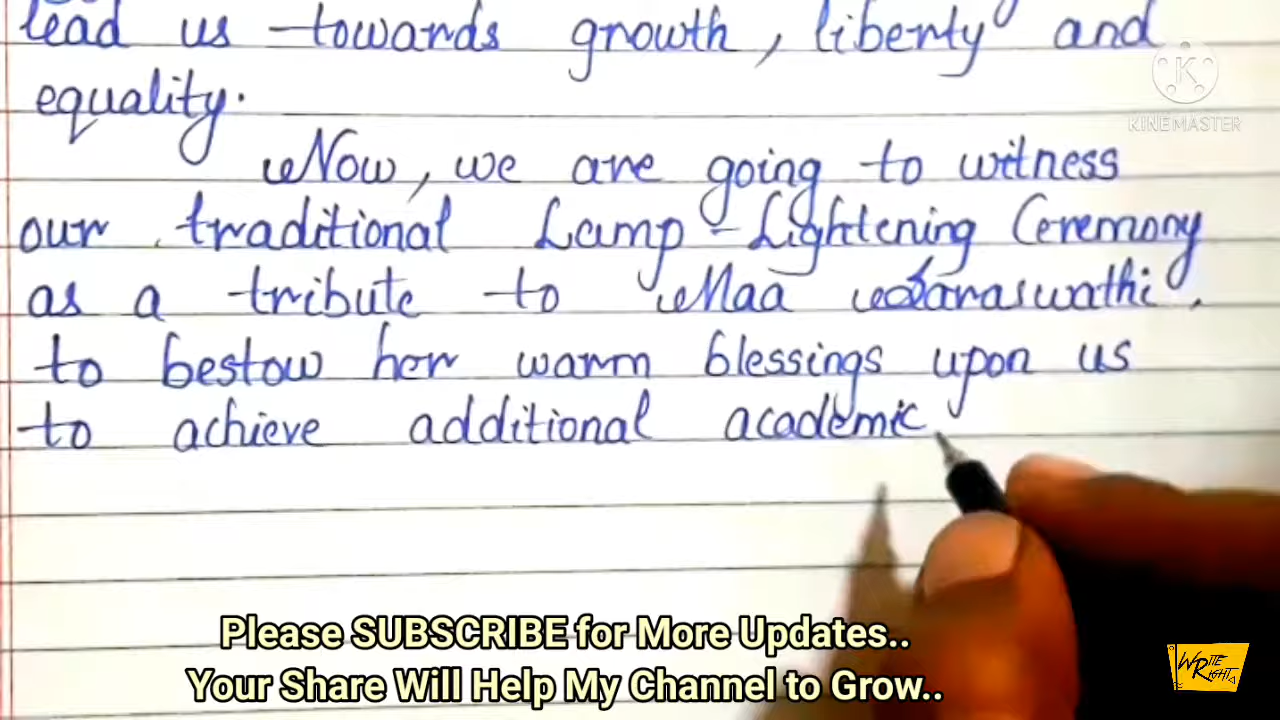 lead us towards growth, liberty and
KINEMASTER
equality.
Now, we are going to witness
our traditional Lamp-Lightening Ceremony
as a tribute to Maa Saraswathi.
to bestow her warm blessings upon us
to achieve additional academic
Please SUBSCRIBE for More Updates..
Your Share Will Help My Channel to Grow..
WRITE RIGHT